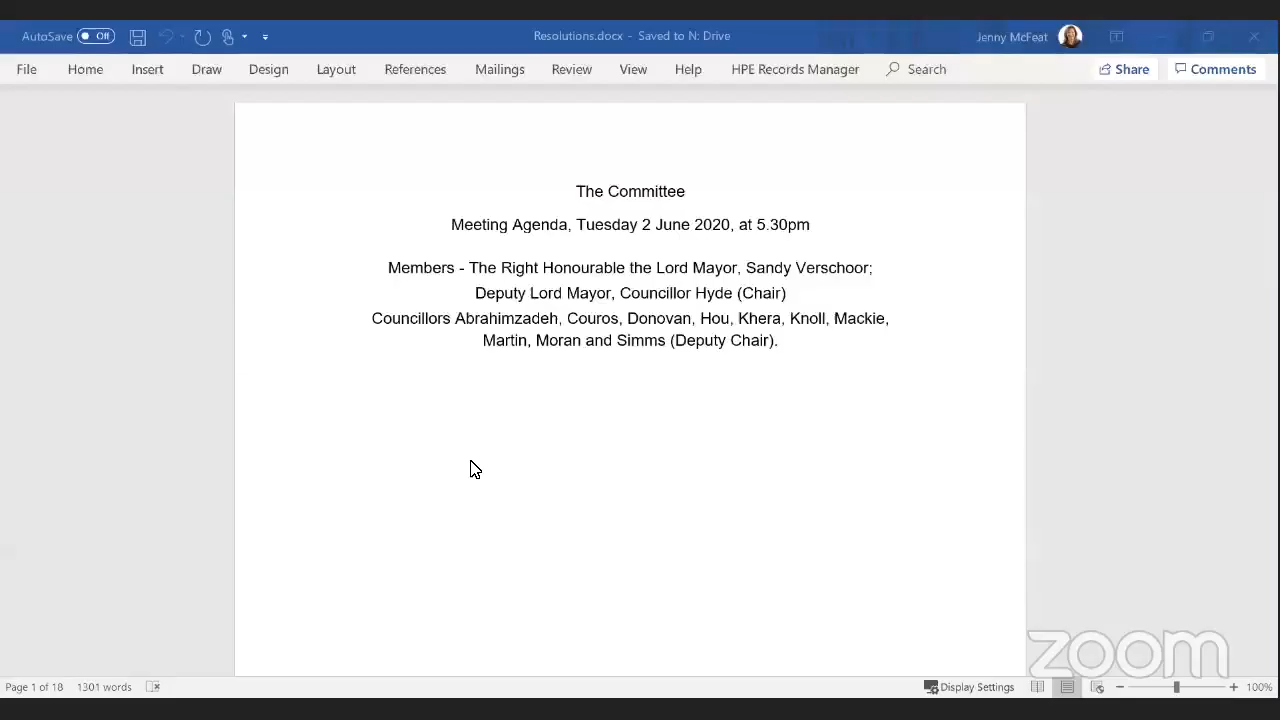 AutoSave Off Resolutions.docx - Saved to N: Drive Jenny McFeat
File Home Insert Draw Design Layout References Mailings Review View Help HPE Records Manager Search Share Comments
The Committee
Meeting Agenda, Tuesday 2 June 2020, at 5.30pm
Members - The Right Honourable the Lord Mayor, Sandy Verschoor;
Deputy Lord Mayor, Councillor Hyde (Chair)
Councillors Abrahimzadeh, Couros, Donovan, Hou, Khera, Knoll, Mackie,
Martin, Moran and Simms (Deputy Chair).
zoom
Page 1 of 18 1301 words Display Settings 100%